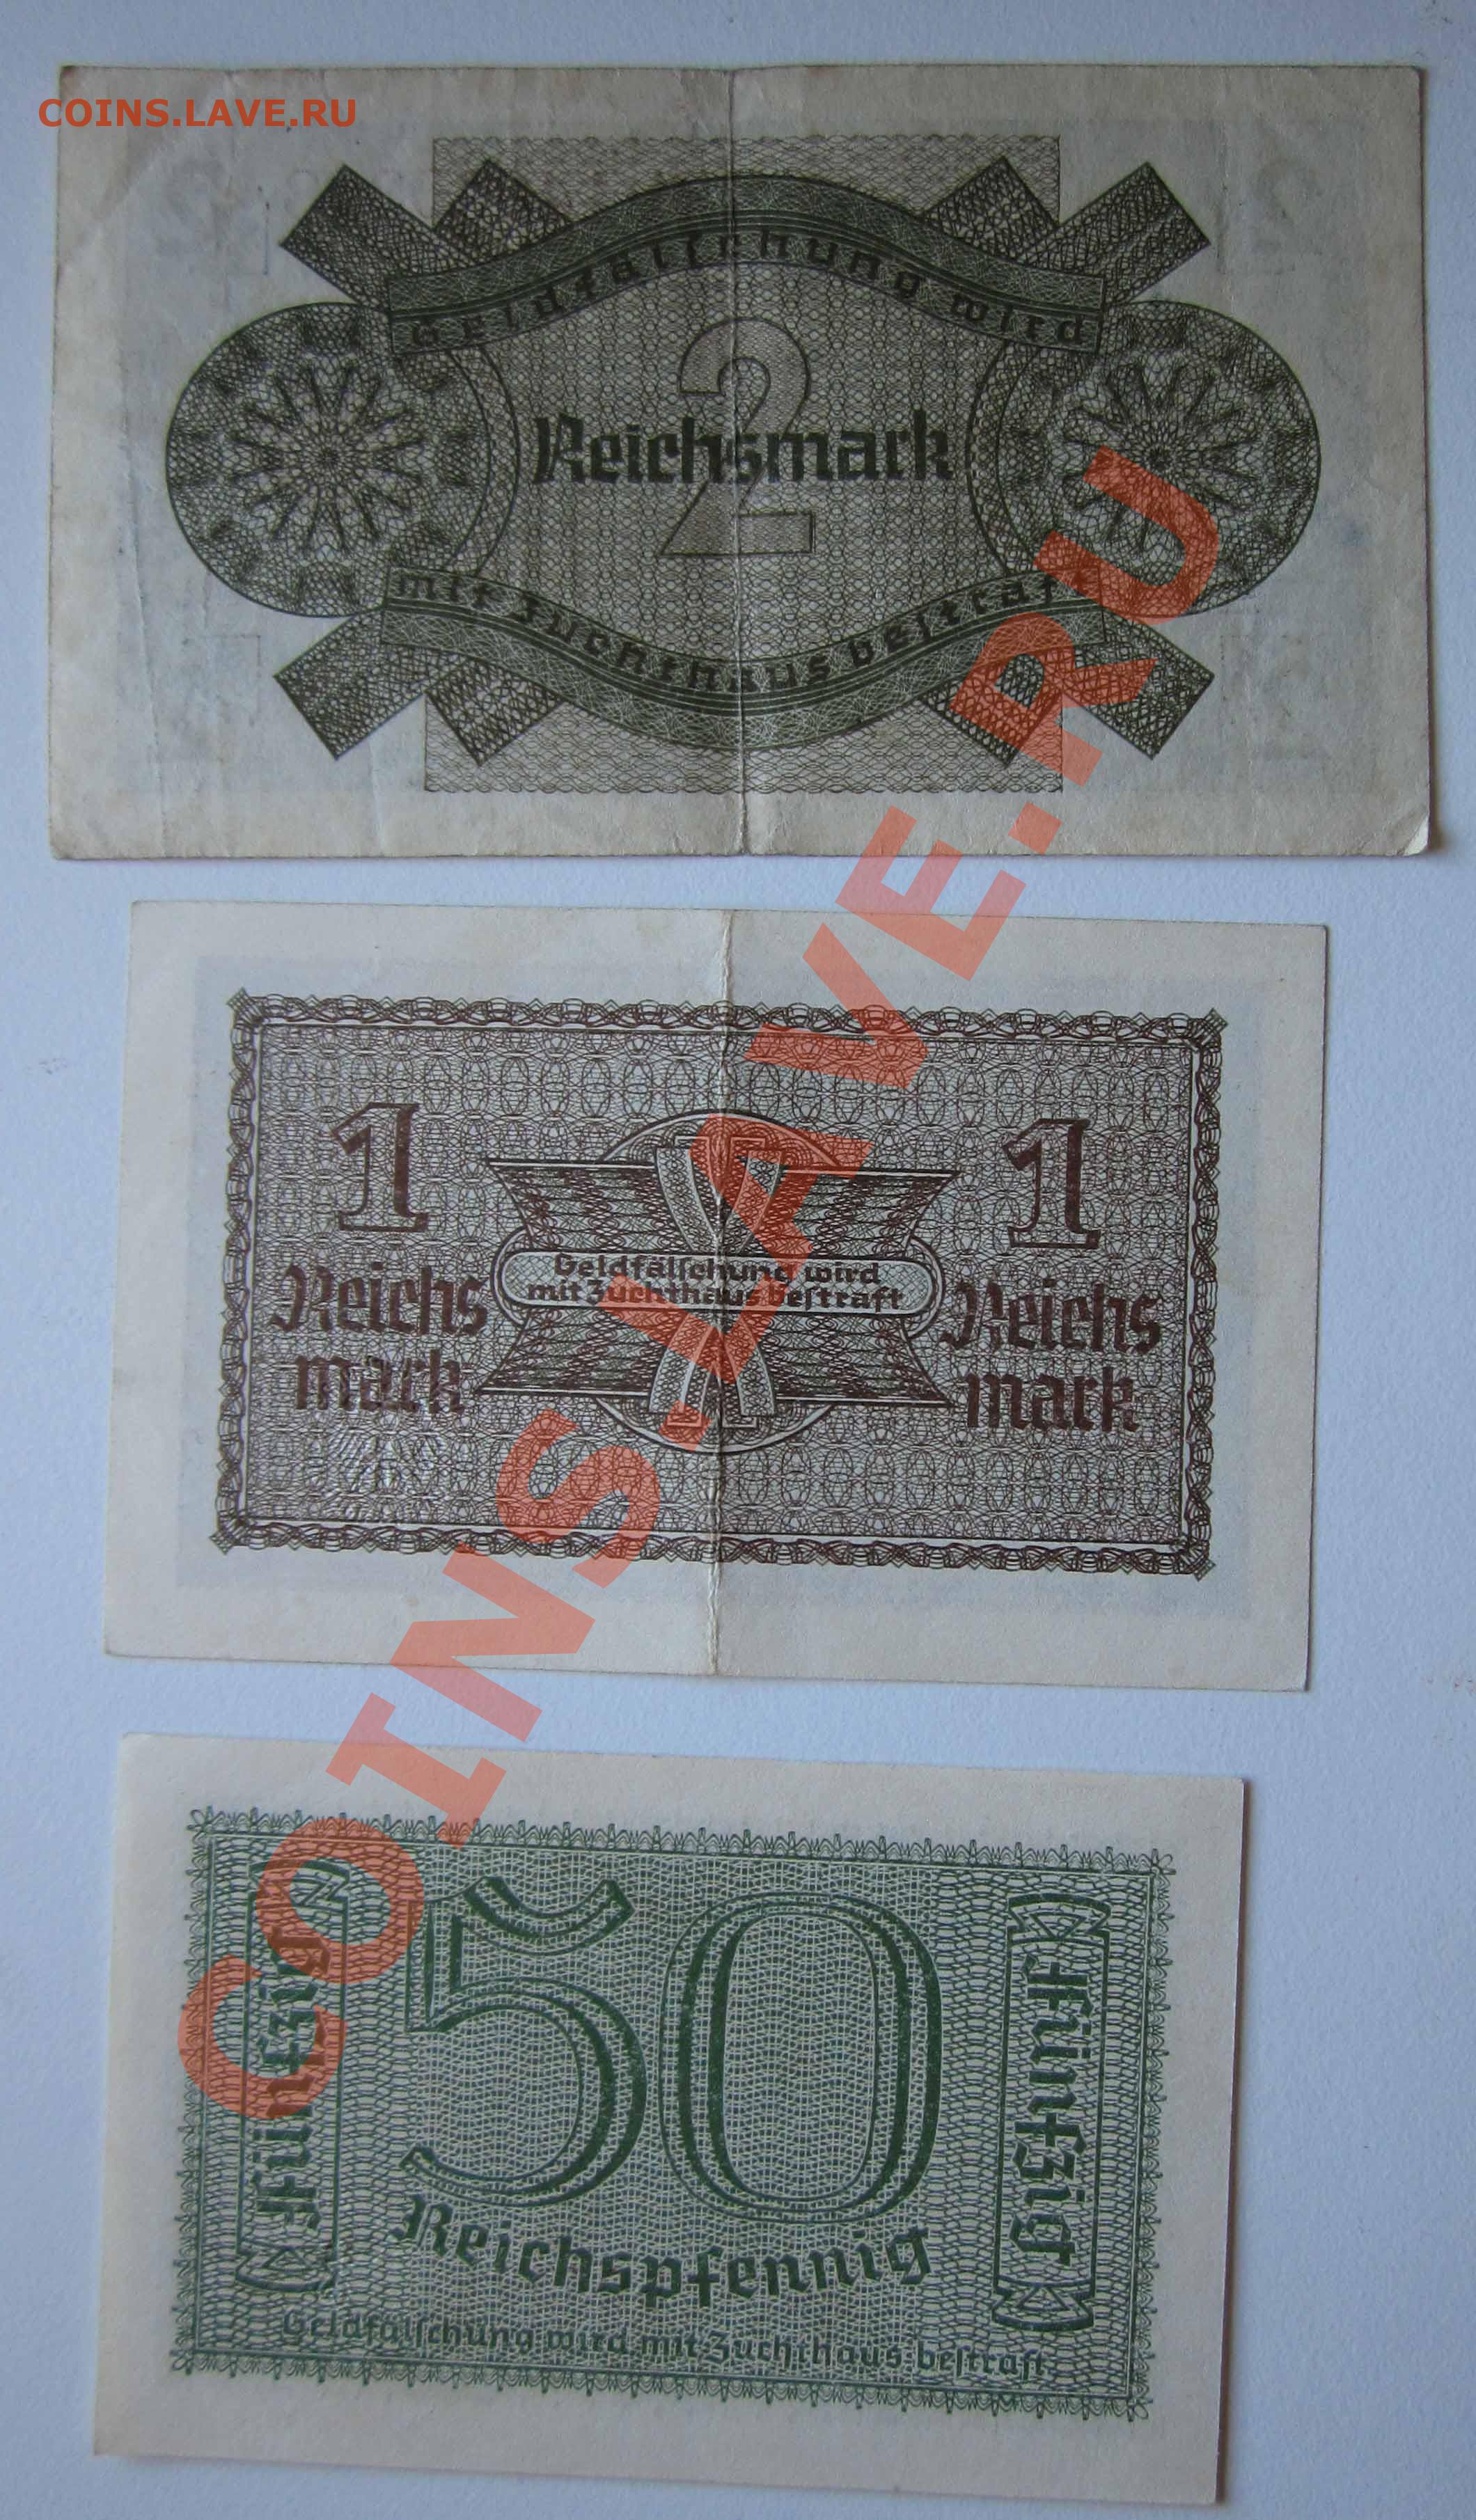 COINS.LAVE.RU
Geldfälschung wird
2
Reichsmark
mit Zuchthaus bestraft
1
Reichs
mark
Geldfälschung wird
mit Zuchthaus bestraft
1
Reichs
mark
Fünfzig
50
Reichspfennig
Fünfzig
Geldfälschung wird mit Zuchthaus bestraft
COINS.LAVE.RU